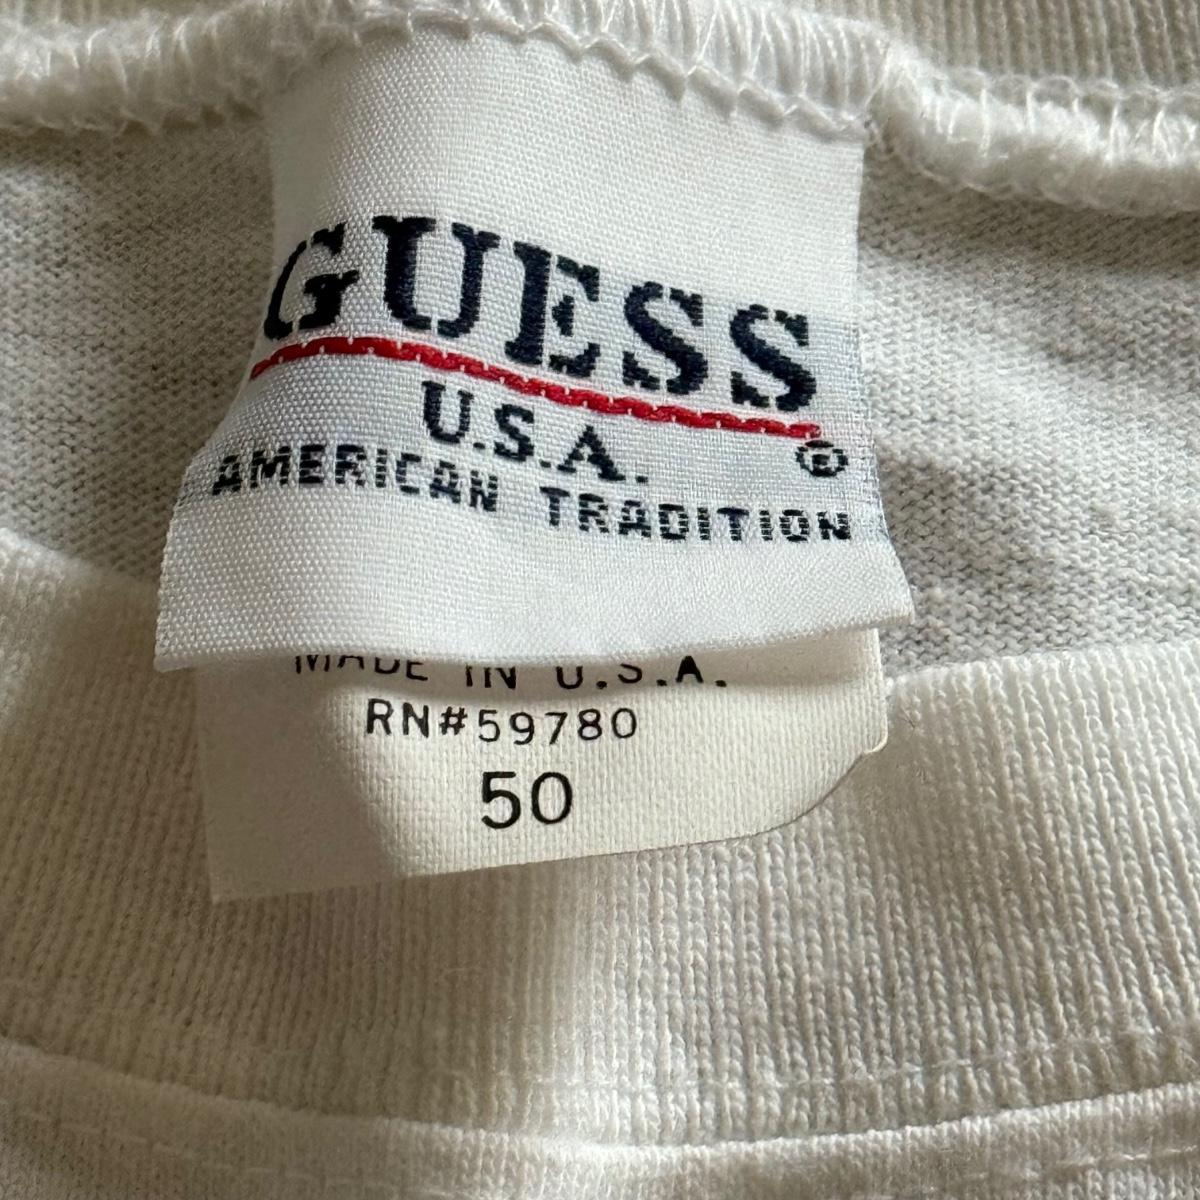 GUESS
U.S.A. ®
AMERICAN TRADITION
MADE IN U.S.A.
RN#59780
50